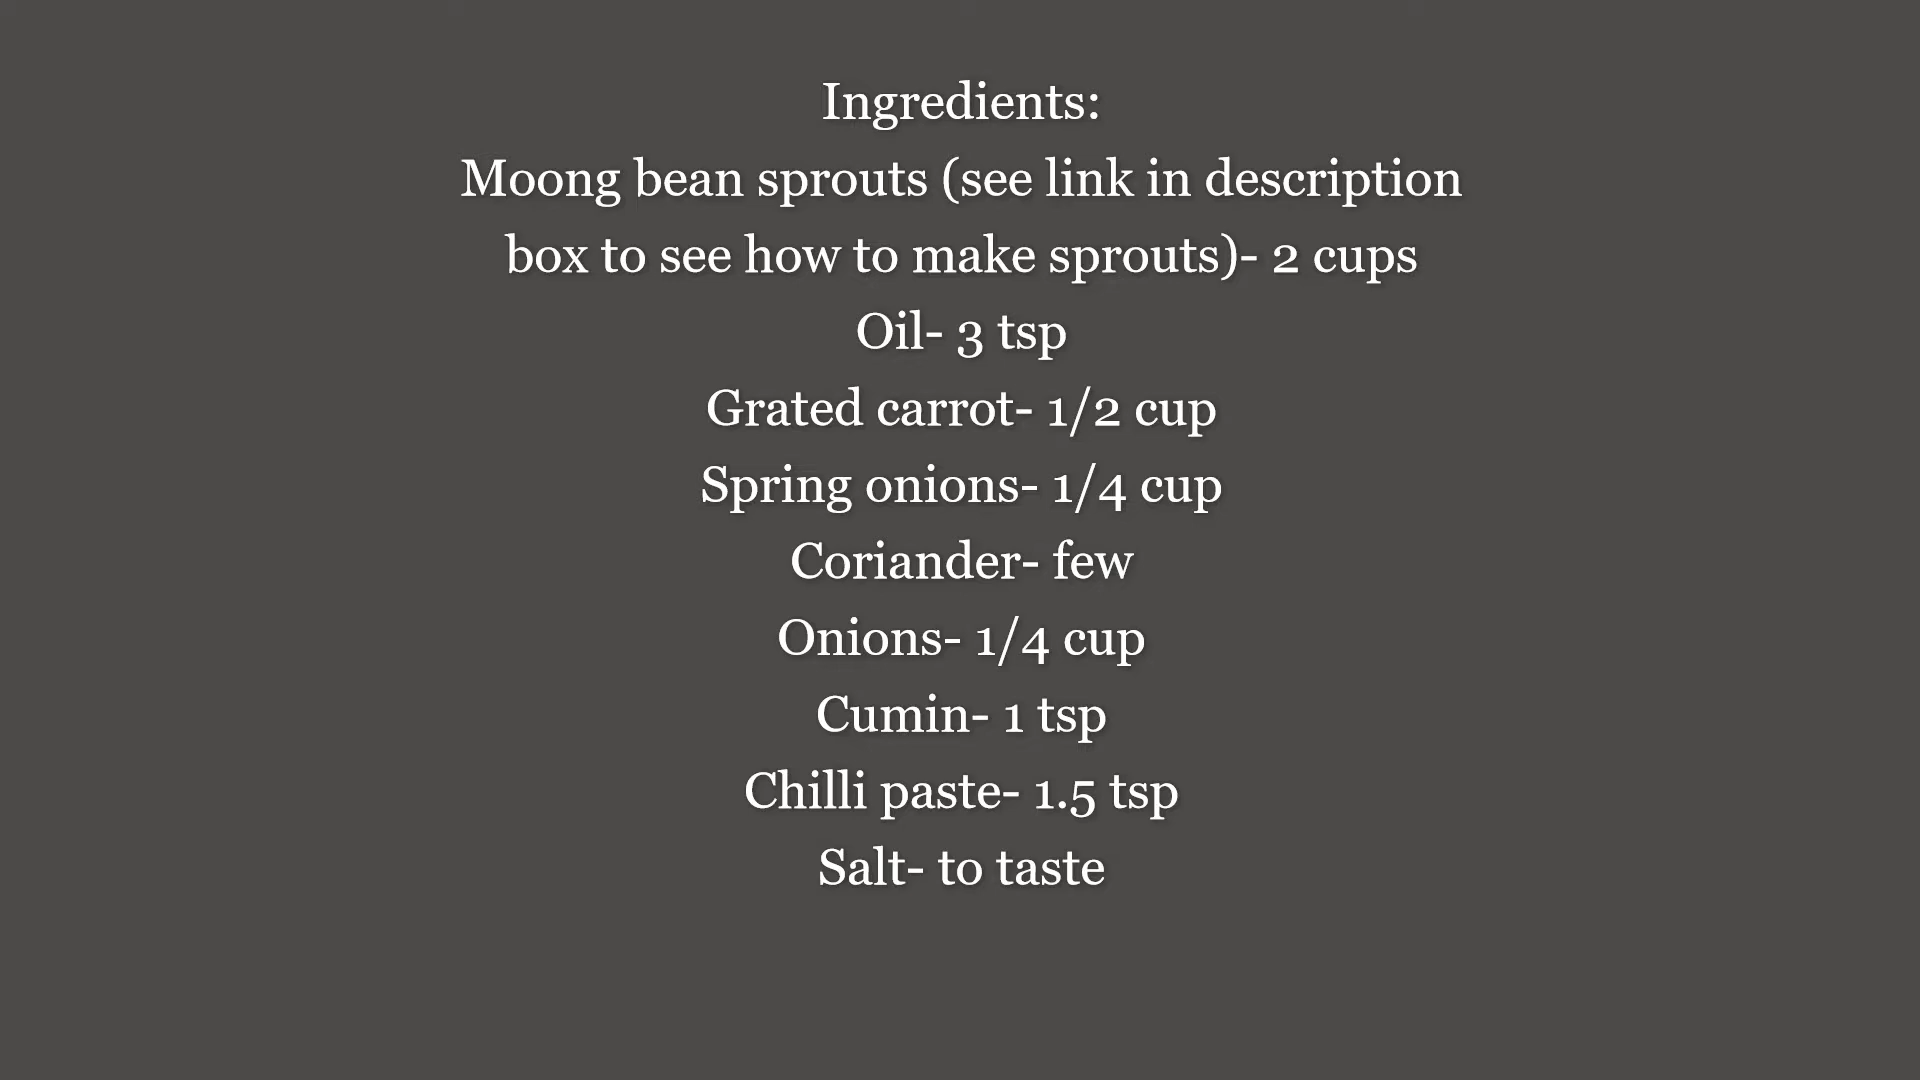 Ingredients:
Moong bean sprouts (see link in description
box to see how to make sprouts)- 2 cups
Oil- 3 tsp
Grated carrot- 1/2 cup
Spring onions- 1/4 cup
Coriander- few
Onions- 1/4 cup
Cumin- 1 tsp
Chilli paste- 1.5 tsp
Salt- to taste